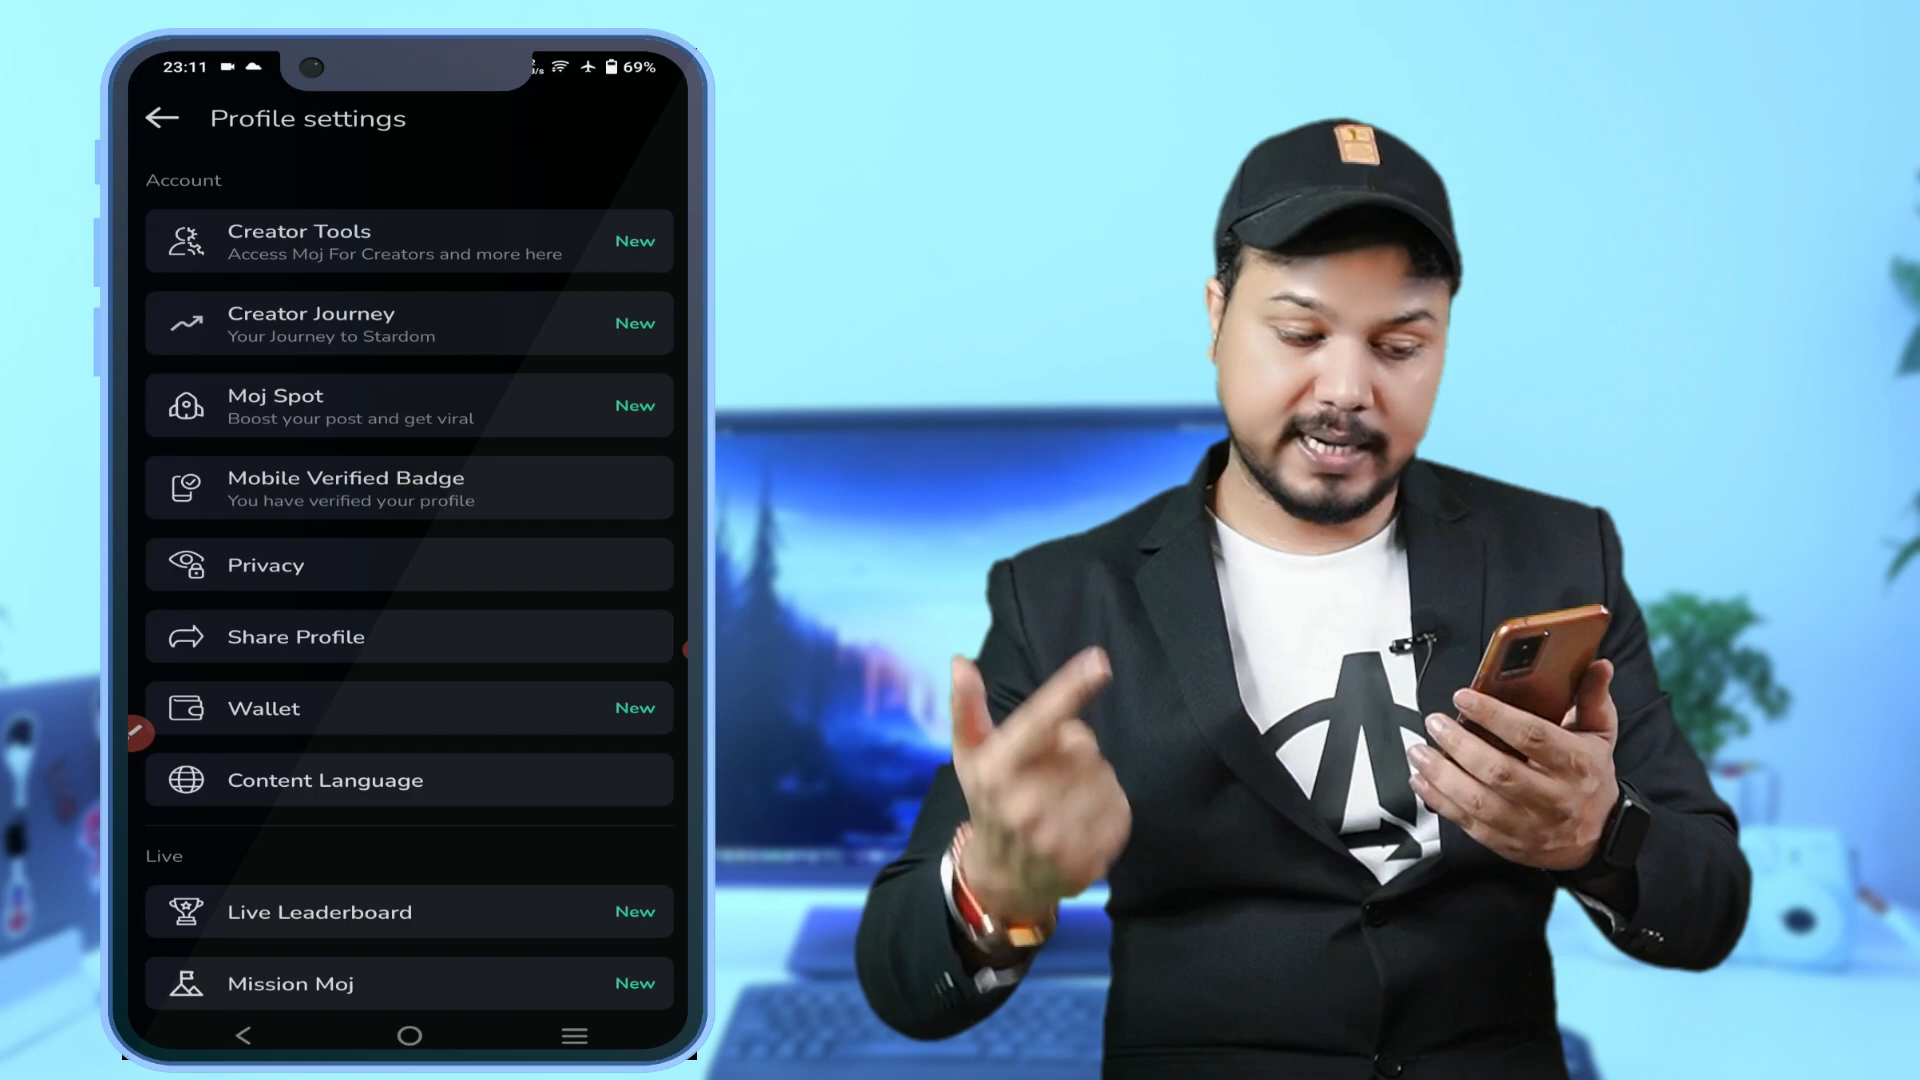 23:11
69%
Profile settings
Account
Creator Tools
Access Moj For Creators and more here
New
Creator Journey
Your Journey to Stardom
New
Moj Spot
Boost your post and get viral
New
Mobile Verified Badge
You have verified your profile
Privacy
Share Profile
Wallet
New
Content Language
Live
Live Leaderboard
New
Mission Moj
New